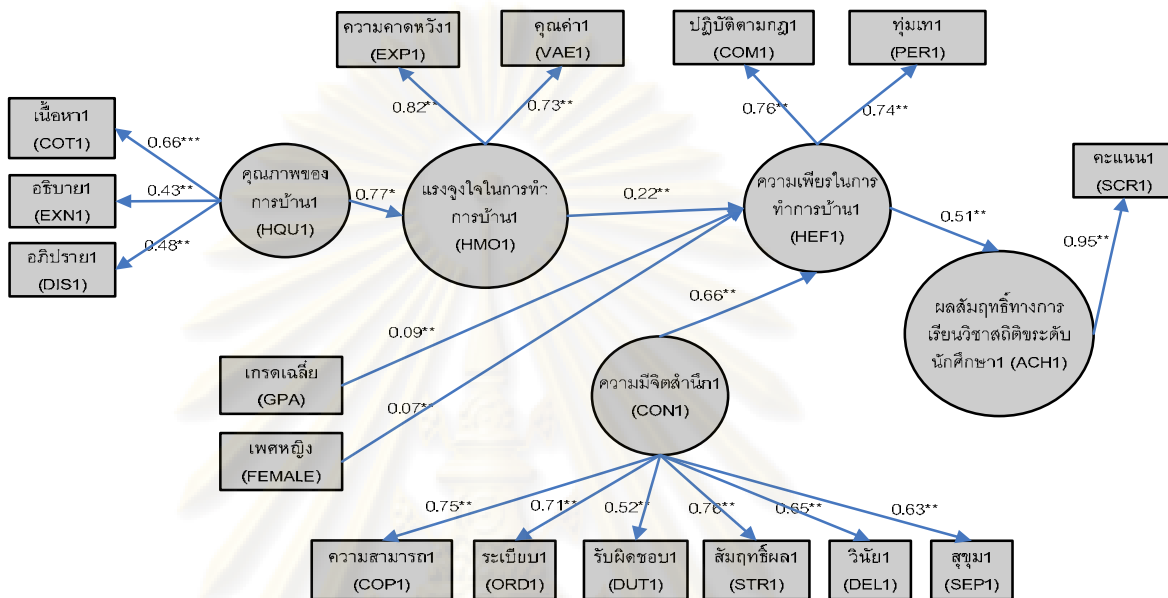 ความคาดหวัง1
(EXP1)
คุณค่า1
(VAE1)
ปฏิบัติตามกฎ1
(COM1)
ทุ่มเท1
(PER1)
0.82**
0.73**
0.76**
0.74**
เนื้อหา1
(COT1)
0.66***
อธิบาย1
(EXN1)
0.43**
อภิปราย1
(DIS1)
0.48**
คุณภาพของ
การบ้าน1
(HQU1)
0.77*
แรงจูงใจในการทำ
การบ้าน1
(HMO1)
0.22**
ความเพียรในการ
ทำการบ้าน1
(HEF1)
0.51**
คะแนน1
(SCR1)
0.95**
ผลสัมฤทธิ์ทางการ
เรียนวิชาสถิติขระดับ
นักศึกษา1 (ACH1)
0.66**
0.09**
เกรดเฉลี่ย
(GPA)
0.07**
เพศหญิง
(FEMALE)
ความมีจิตสำนึก1
(CON1)
0.75**
0.71**
0.52**
0.76**
0.65**
0.63**
ความสามารถ1
(COP1)
ระเบียบ1
(ORD1)
รับผิดชอบ1
(DUT1)
สัมฤทธิ์ผล1
(STR1)
วินัย1
(DEL1)
สุขุม1
(SEP1)